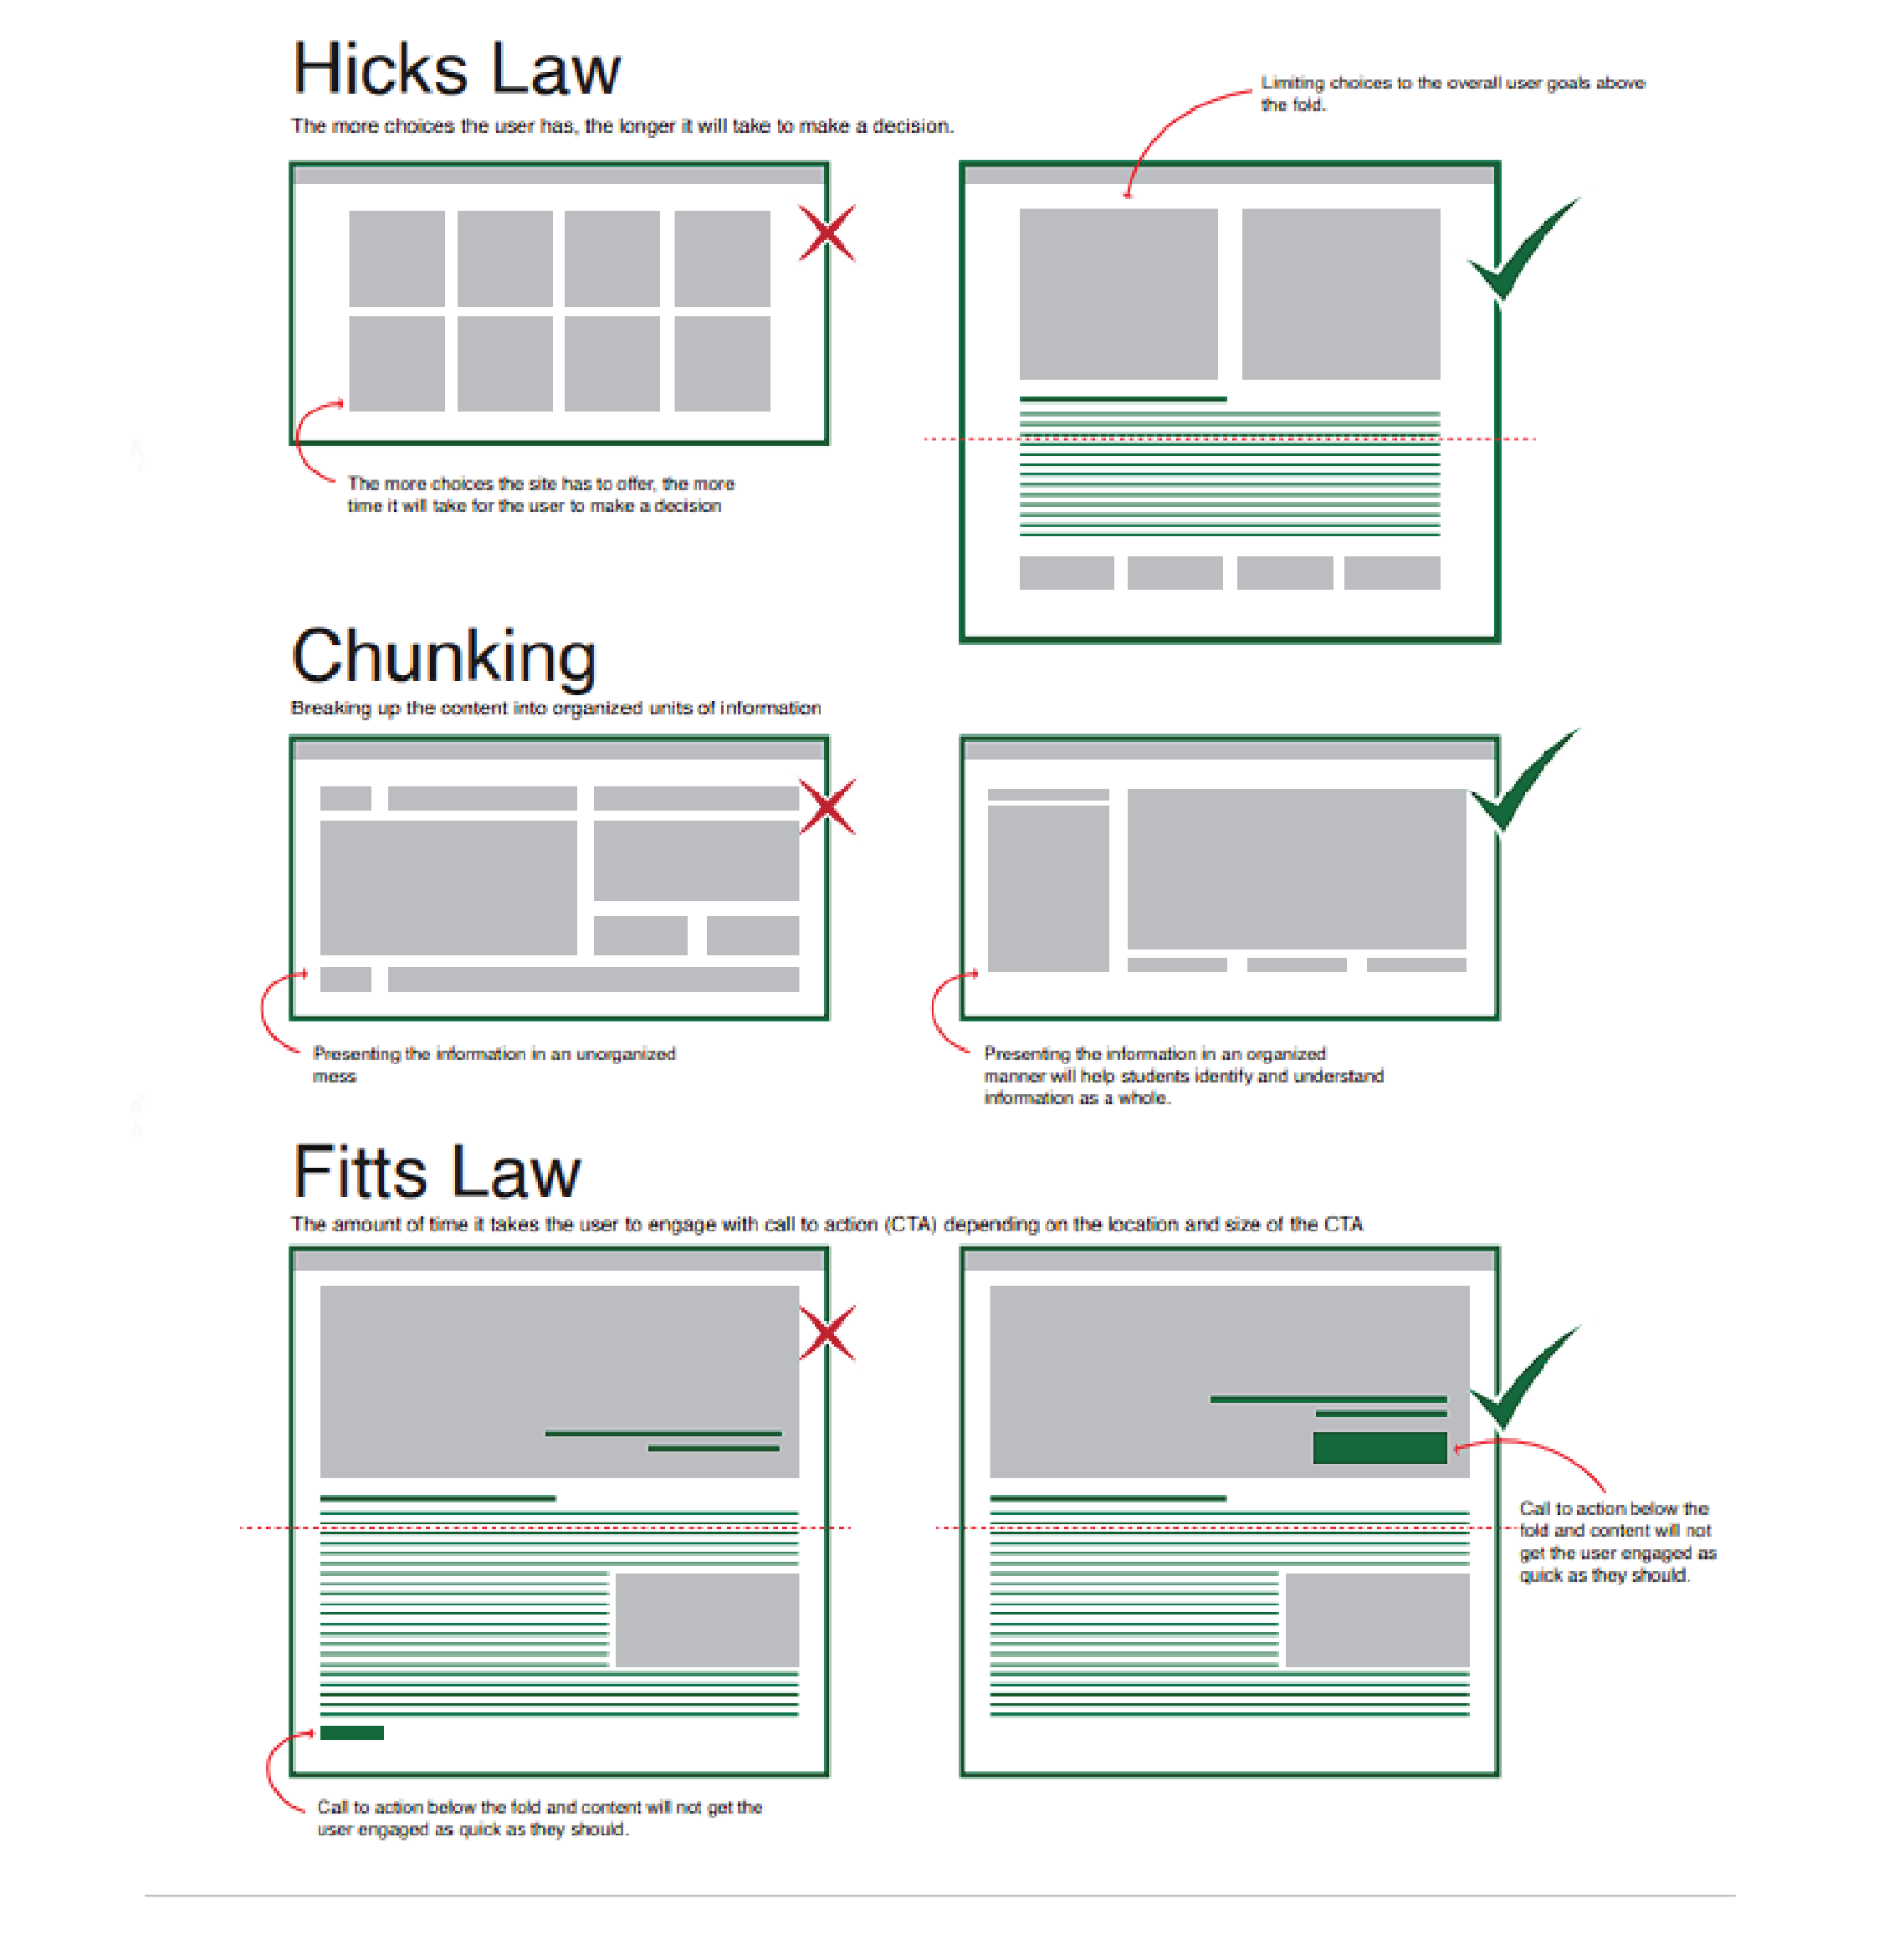 Hicks Law
The more choices the user has, the longer it will take to make a decision.
Limiting choices to the overall user goals above
the fold.
The more choices the site has to offer, the more
time it will take for the user to make a decision
Chunking
Breaking up the content into organized units of information
Presenting the information in an unorganized
mess
Presenting the information in an organized
manner will help students identify and understand
information as a whole.
Fitts Law
The amount of time it takes the user to engage with call to action (CTA) depending on the location and size of the CTA
Call to action below the
fold and content will not
get the user engaged as
quick as they should.
Call to action below the fold and content will not get the
user engaged as quick as they should.